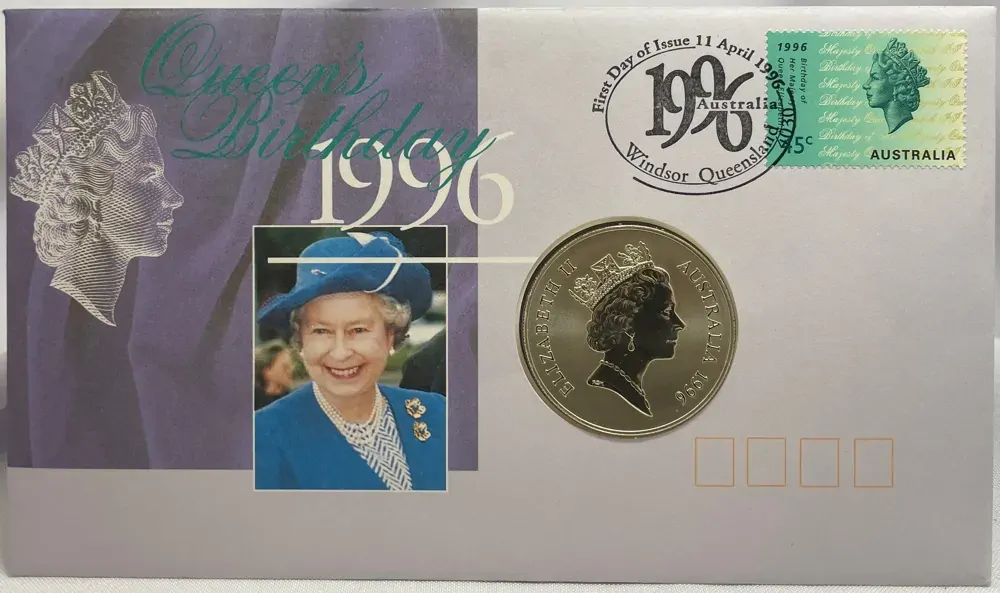 Queen's
Birthday
1996
First Day of Issue 11 April 1996
1996
Australia
Windsor Queensland 4030
1996
Birthday of
Her Majesty
45c
AUSTRALIA
ELIZABETH II
AUSTRALIA 1996